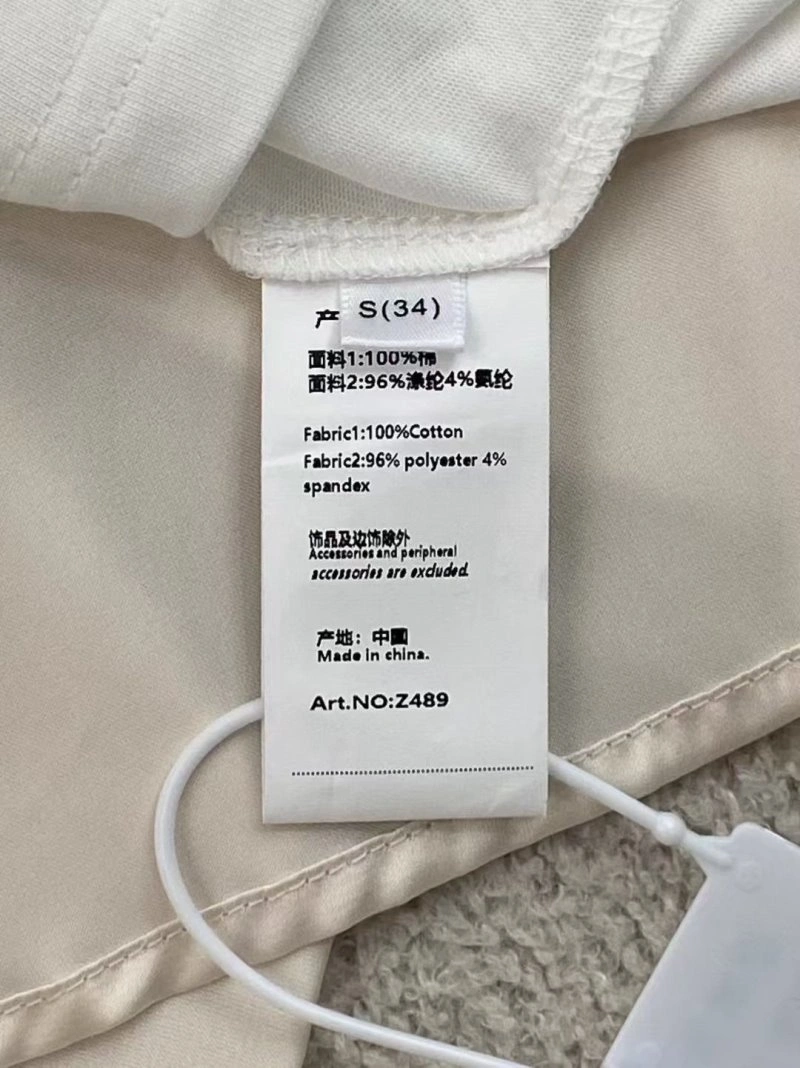 S(34)
产
面料1:100%棉
面料2:96%涤纶4%氨纶
Fabric1:100%Cotton
Fabric2:96% polyester 4%
spandex
饰品及边饰除外
Accessories and peripheral
accessories are excluded.
产地：中國
Made in china.
Art.NO:Z489